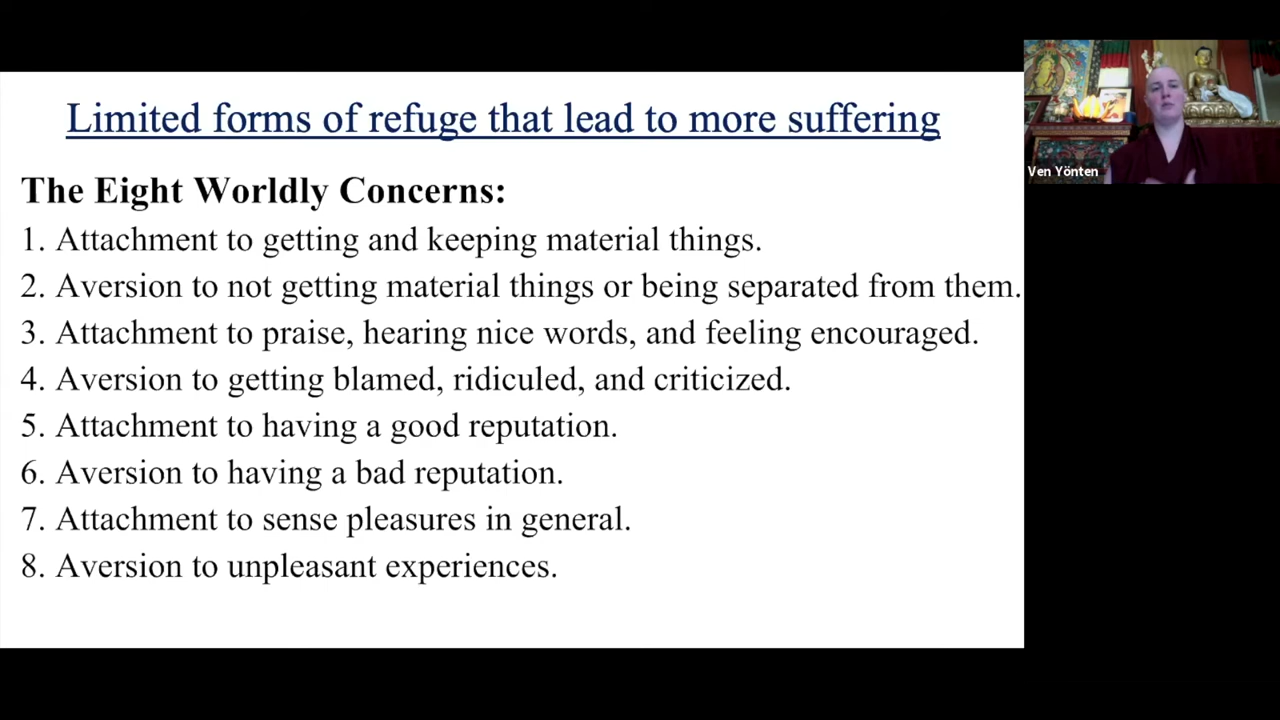 Limited forms of refuge that lead to more suffering
The Eight Worldly Concerns:
1. Attachment to getting and keeping material things.
2. Aversion to not getting material things or being separated from them.
3. Attachment to praise, hearing nice words, and feeling encouraged.
4. Aversion to getting blamed, ridiculed, and criticized.
5. Attachment to having a good reputation.
6. Aversion to having a bad reputation.
7. Attachment to sense pleasures in general.
8. Aversion to unpleasant experiences.
Ven Yönten